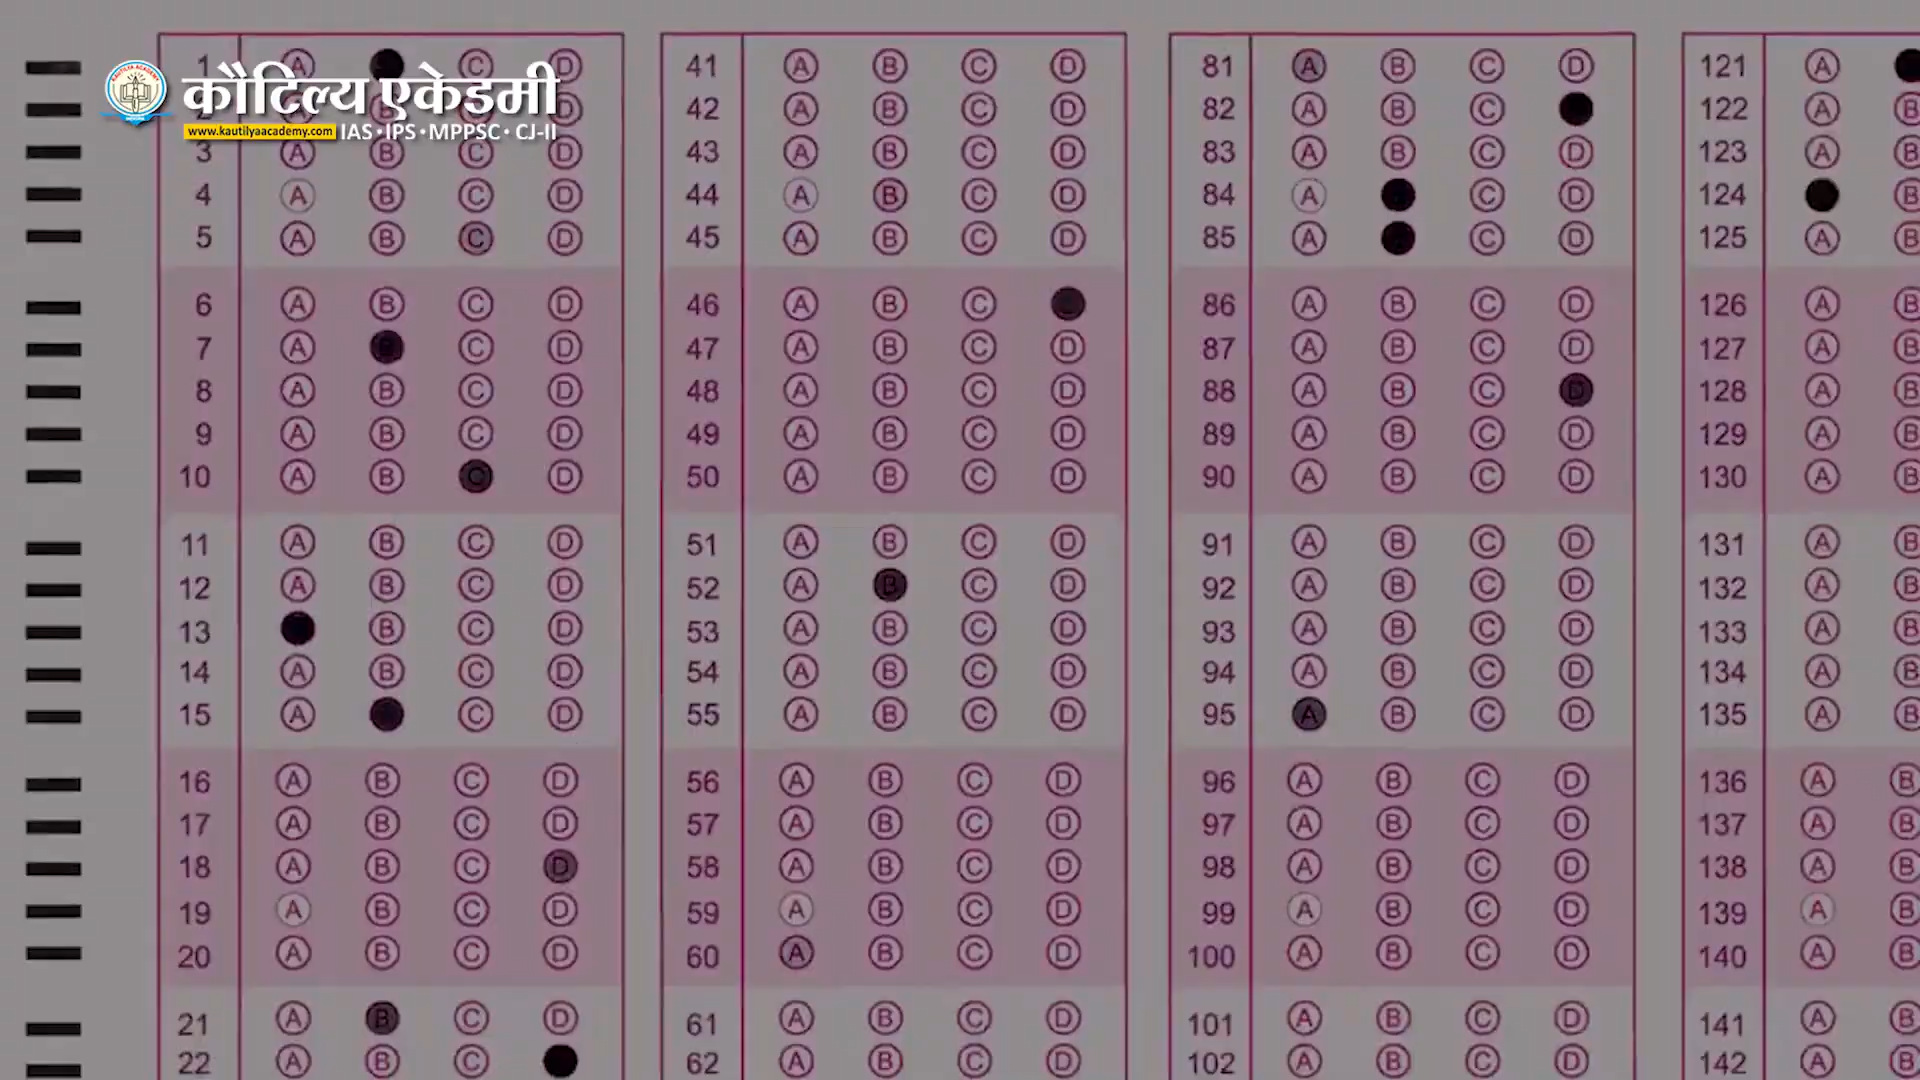 कौटिल्य एकेडमी
KAUTILYA ACADEMY
www.kautilyaacademy.com IAS • IPS • MPPSC • CJ-II
1 A C D
3 A B C D
4 A B C D
5 A B C D
6 A B C D
7 A B C D
8 A B C D
9 A B C D
10 A B C D
11 A B C D
12 A B C D
13 B C D
14 A B C D
15 A C D
16 A B C D
17 A B C D
18 A B C D
19 A B C D
20 A B C D
21 A B C D
22 A B C
41 A B C D
42 A B C D
43 A B C D
44 A B C D
45 A B C D
46 A B C
47 A B C D
48 A B C D
49 A B C D
50 A B C D
51 A B C D
52 A B C D
53 A B C D
54 A B C D
55 A B C D
56 A B C D
57 A B C D
58 A B C D
59 A B C D
60 A B C D
61 A B C D
62 A B C D
81 A B C D
82 A B C
83 A B C D
84 A C D
85 A C D
86 A B C D
87 A B C D
88 A B C D
89 A B C D
90 A B C D
91 A B C D
92 A B C D
93 A B C D
94 A B C D
95 A B C D
96 A B C D
97 A B C D
98 A B C D
99 A B C D
100 A B C D
101 A B C D
102 A B C D
121 A
122 A B
123 A B
124 B
125 A B
126 A B
127 A B
128 A B
129 A B
130 A B
131 A B
132 A B
133 A B
134 A B
135 A B
136 A B
137 A B
138 A B
139 A B
140 A B
141 A B
142 A B